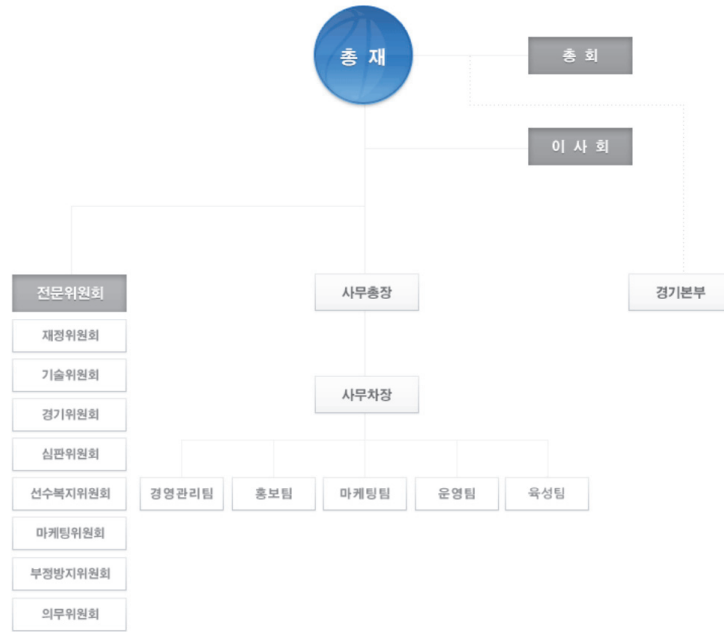 총 재
총 회
이 사 회
전문위원회
사무총장
경기본부
재정위원회
기술위원회
경기위원회
심판위원회
선수복지위원회
마케팅위원회
부정방지위원회
의무위원회
사무차장
경영관리팀
홍보팀
마케팅팀
운영팀
육성팀